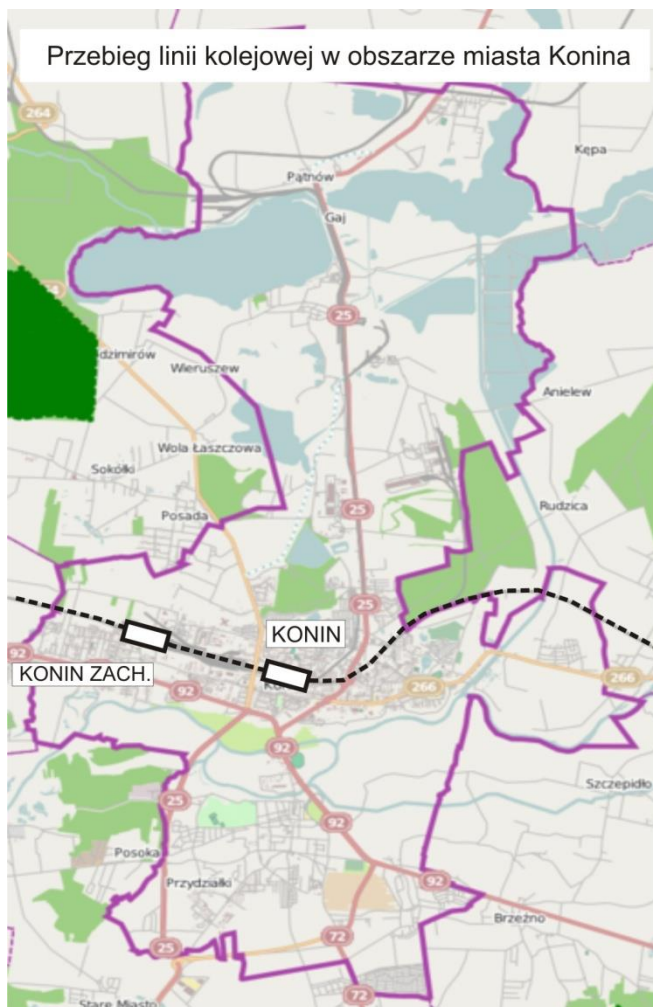 Przebieg linii kolejowej w obszarze miasta Konina
264
Kępa
Pątnów
Gaj
25
dzimirów
Wieruszew
Anielew
Wola Łaszczowa
Sokółki
Posada
25
Rudzica
25
KONIN
92
KONIN ZACH.
92
266
266
92
Szczepidło
25
92
Posoka
Przydziałki
92
Brzeźno
25
72
72
Stare Miasto